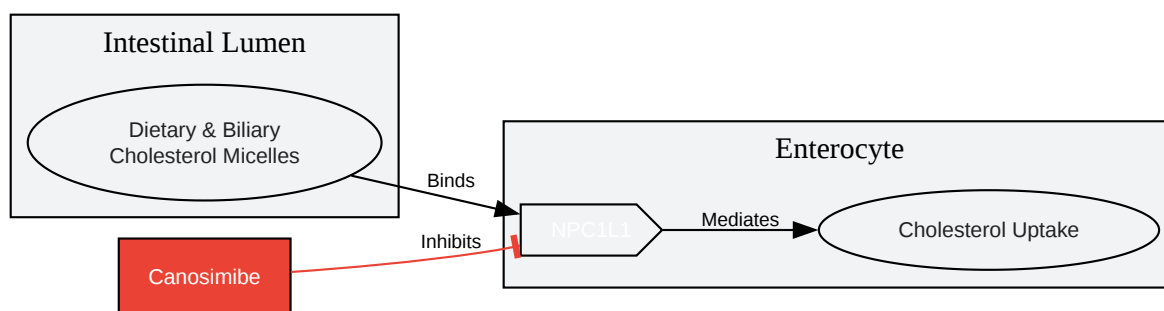 Intestinal Lumen
Dietary & Biliary
Cholesterol Micelles
Binds
Enterocyte
NPC1L1
Mediates
Cholesterol Uptake
Inhibits
Canosimibe